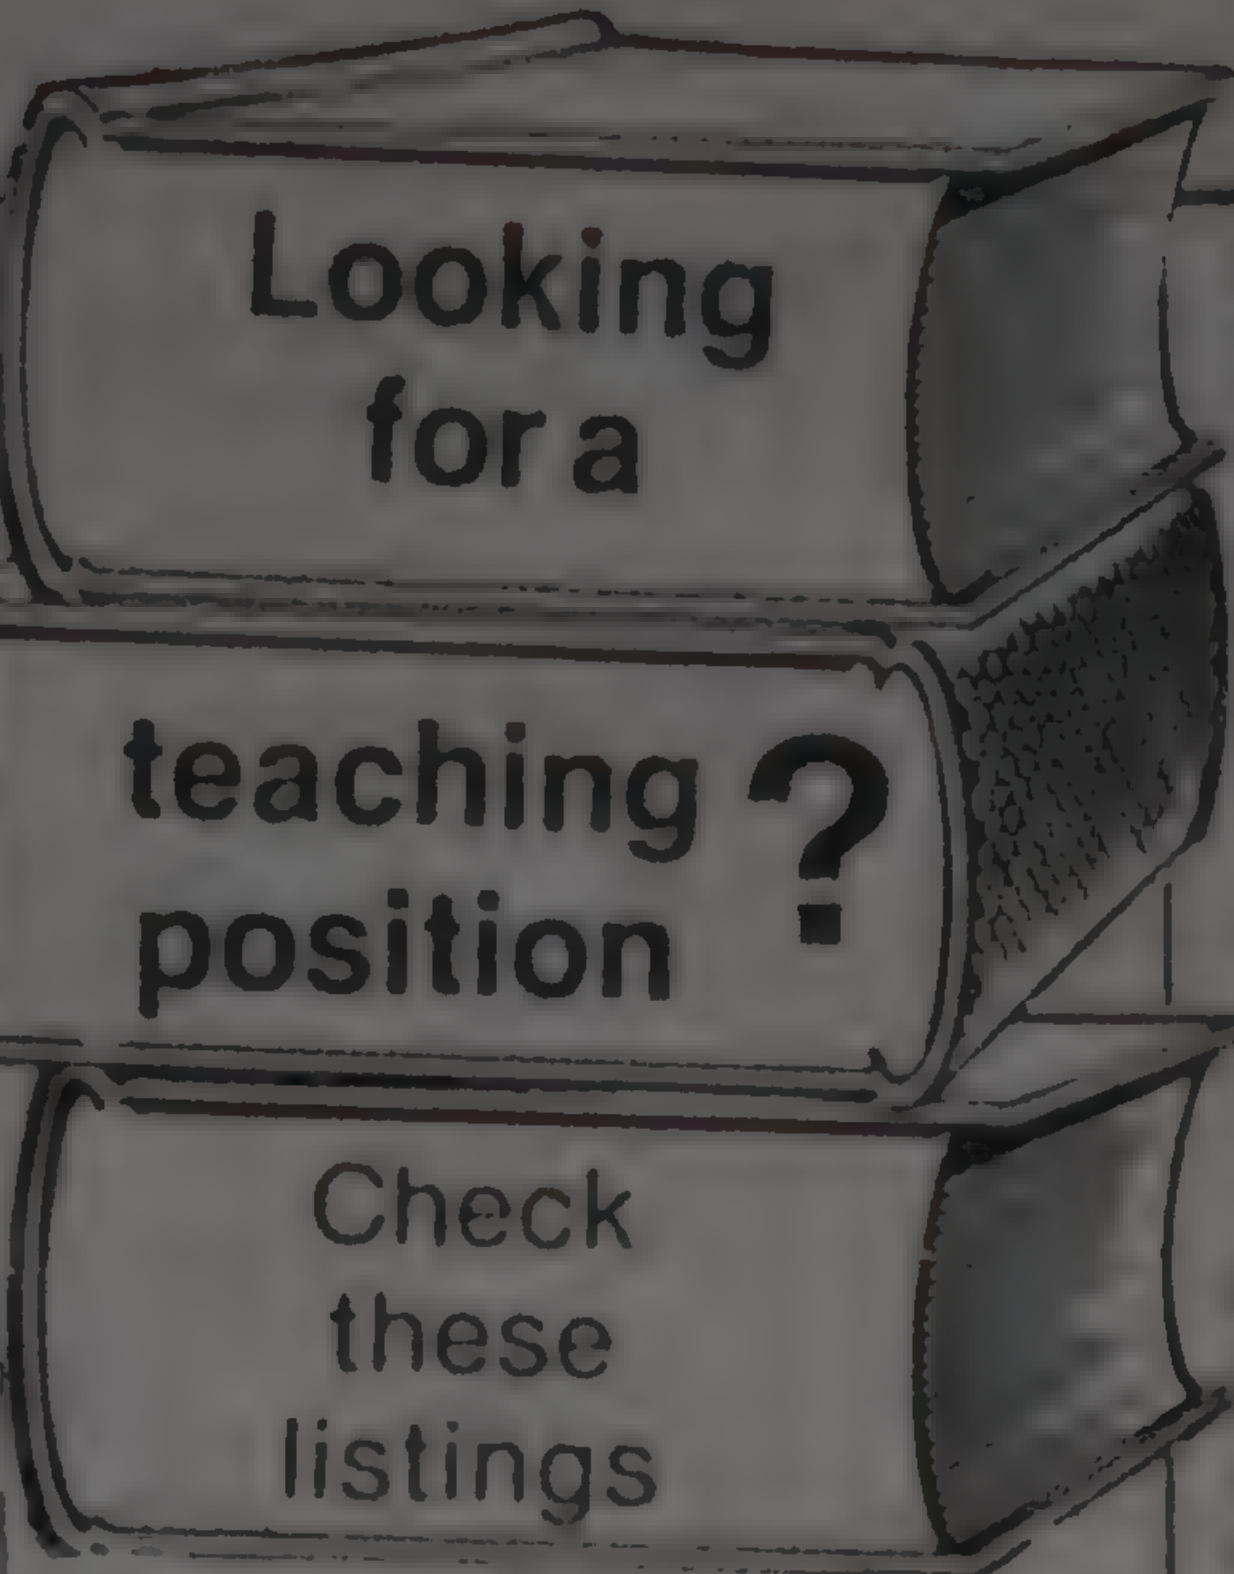 Looking
for a
teaching ?
position
Check
these
listings